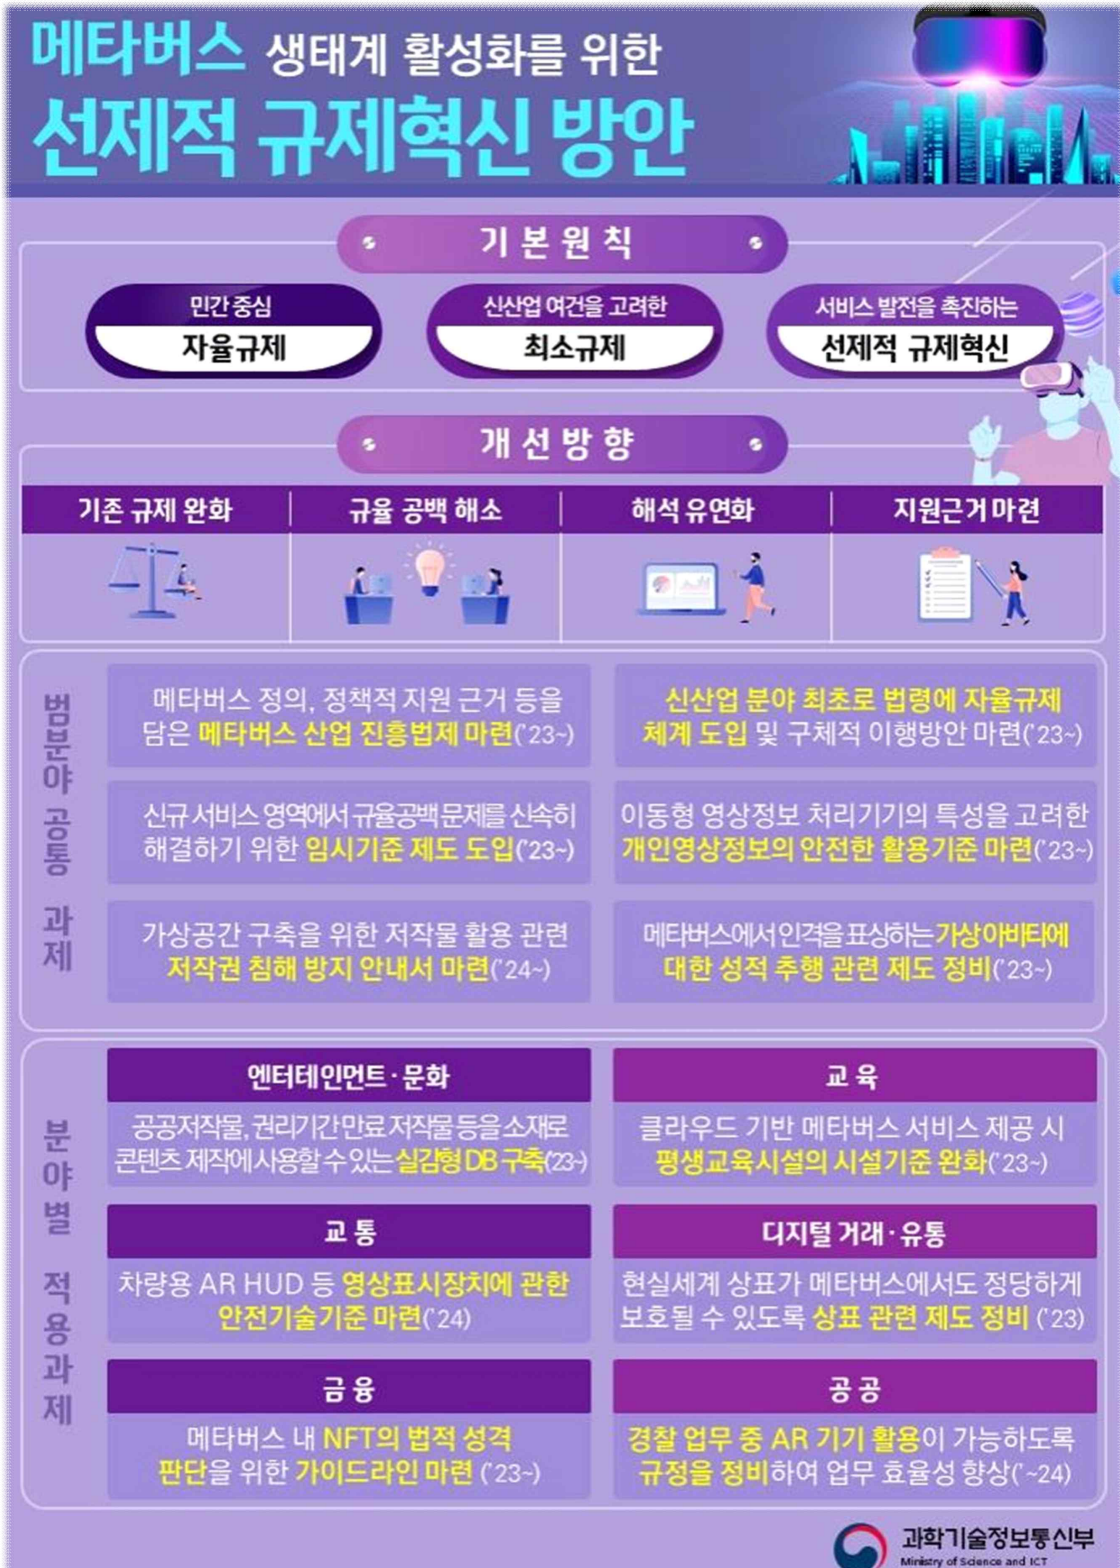 메타버스 생태계 활성화를 위한
선제적 규제혁신 방안
기본원칙
민간 중심
자율규제
신산업 여건을 고려한
최소규제
서비스 발전을 촉진하는
선제적 규제혁신
개선방향
기존 규제 완화
규율 공백 해소
해석 유연화
지원근거 마련
범분야 공통 과제
메타버스 정의, 정책적 지원 근거 등을
담은 메타버스 산업 진흥법제 마련('23~)
신산업 분야 최초로 법령에 자율규제
체계 도입 및 구체적 이행방안 마련('23~)
신규 서비스 영역에서 규율공백 문제를 신속히
해결하기 위한 임시기준 제도 도입('23~)
이동형 영상정보 처리기기의 특성을 고려한
개인영상정보의 안전한 활용기준 마련('23~)
가상공간 구축을 위한 저작물 활용 관련
저작권 침해 방지 안내서 마련('24~)
메타버스에서 인격을 표상하는 가상 아바타에
대한 성적 추행 관련 제도 정비('23~)
분야별 적용과제
엔터테인먼트·문화
공공저작물, 권리기간 만료 저작물 등을 소재로
콘텐츠 제작에 사용할 수 있는 실감형 DB 구축('23~)
교육
클라우드 기반 메타버스 서비스 제공 시
평생교육시설의 시설기준 완화('23~)
교통
차량용 AR HUD 등 영상표시장치에 관한
안전기술기준 마련('24)
디지털 거래·유통
현실세계 상표가 메타버스에서도 정당하게
보호될 수 있도록 상표 관련 제도 정비 ('23)
금융
메타버스 내 NFT의 법적 성격
판단을 위한 가이드라인 마련 ('23~)
공공
경찰 업무 중 AR 기기 활용이 가능하도록
규정을 정비하여 업무 효율성 향상('~24)
과학기술정보통신부
Ministry of Science and ICT